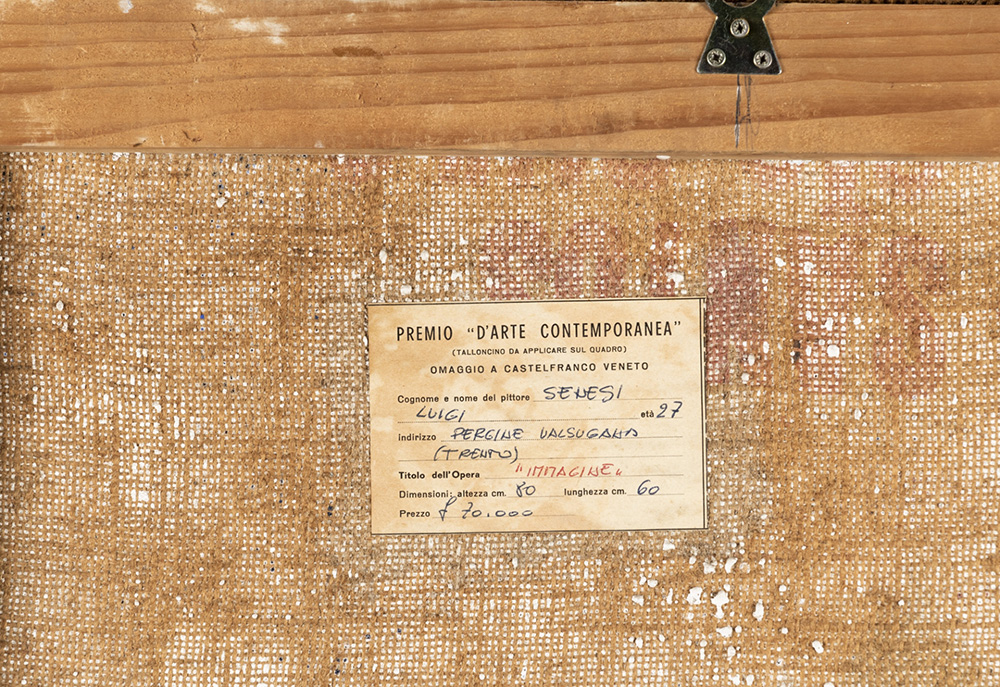 PREMIO "D'ARTE CONTEMPORANEA"
(TALLONCINO DA APPLICARE SUL QUADRO)
OMAGGIO A CASTELFRANCO VENETO
Cognome e nome del pittore SENESI
LUIGI età 27
indirizzo PERGINE VALSUGANA
(TRENTO)
Titolo dell'Opera "IMMAGINE"
Dimensioni: altezza cm. 80 lunghezza cm. 60
Prezzo £ 70.000